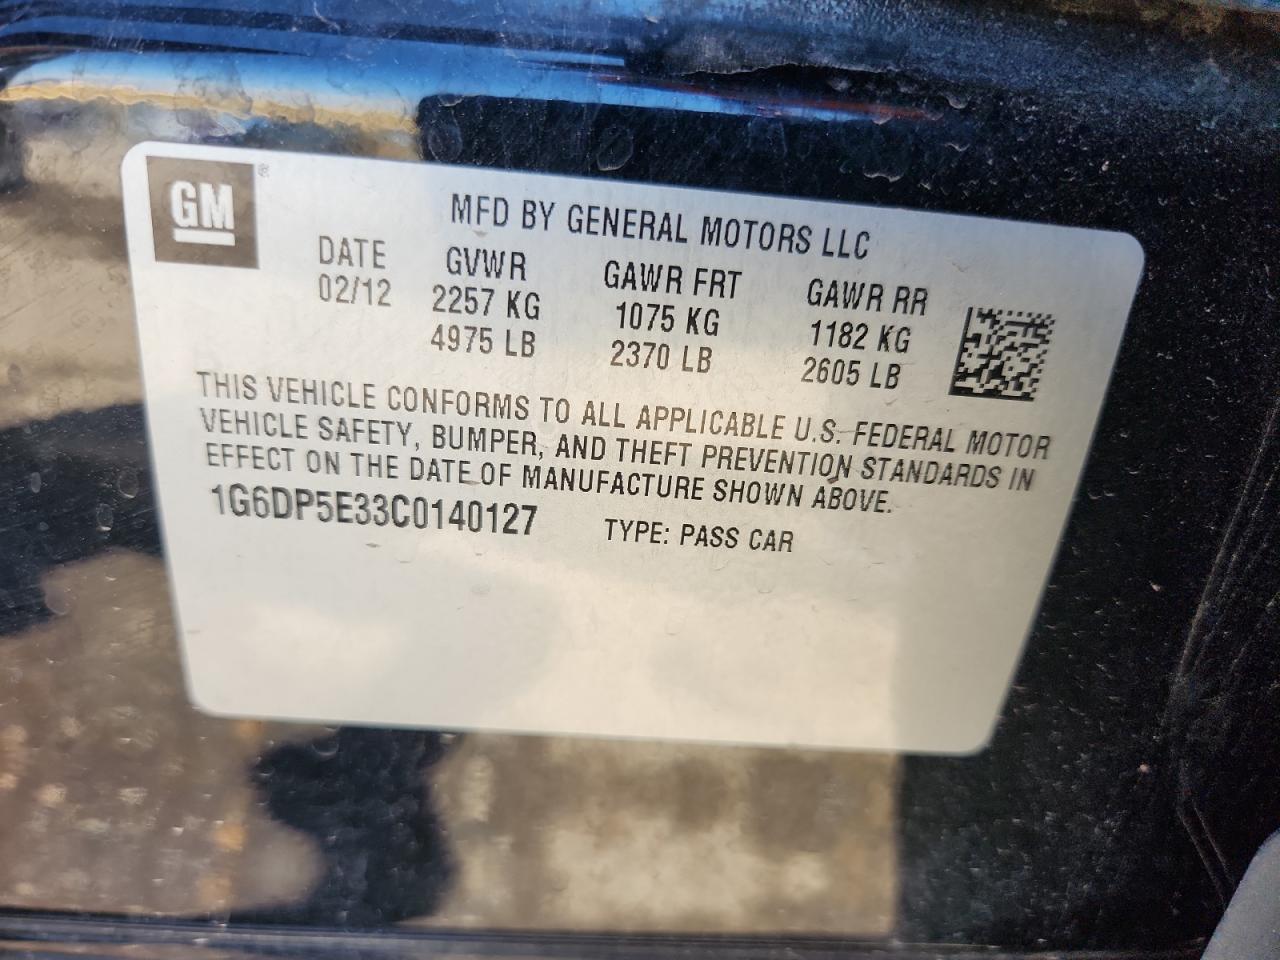 GM ®
MFD BY GENERAL MOTORS LLC
DATE GVWR GAWR FRT GAWR RR
02/12 2257 KG 1075 KG 1182 KG
4975 LB 2370 LB 2605 LB
THIS VEHICLE CONFORMS TO ALL APPLICABLE U.S. FEDERAL MOTOR
VEHICLE SAFETY, BUMPER, AND THEFT PREVENTION STANDARDS IN
EFFECT ON THE DATE OF MANUFACTURE SHOWN ABOVE.
1G6DP5E33C0140127 TYPE: PASS CAR